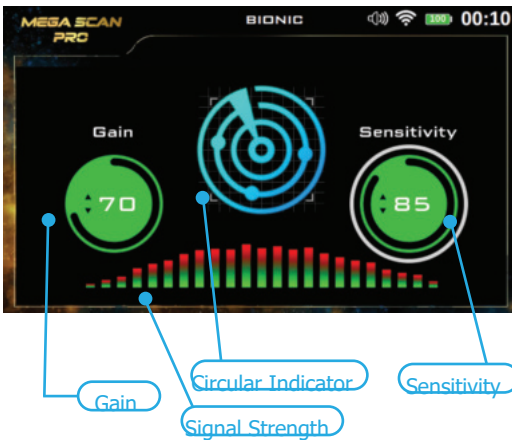 MEGA SCAN
PRO
BIONIC
100
00:10
Gain
Sensitivity
70
85
Circular Indicator
Sensitivity
Gain
Signal Strength